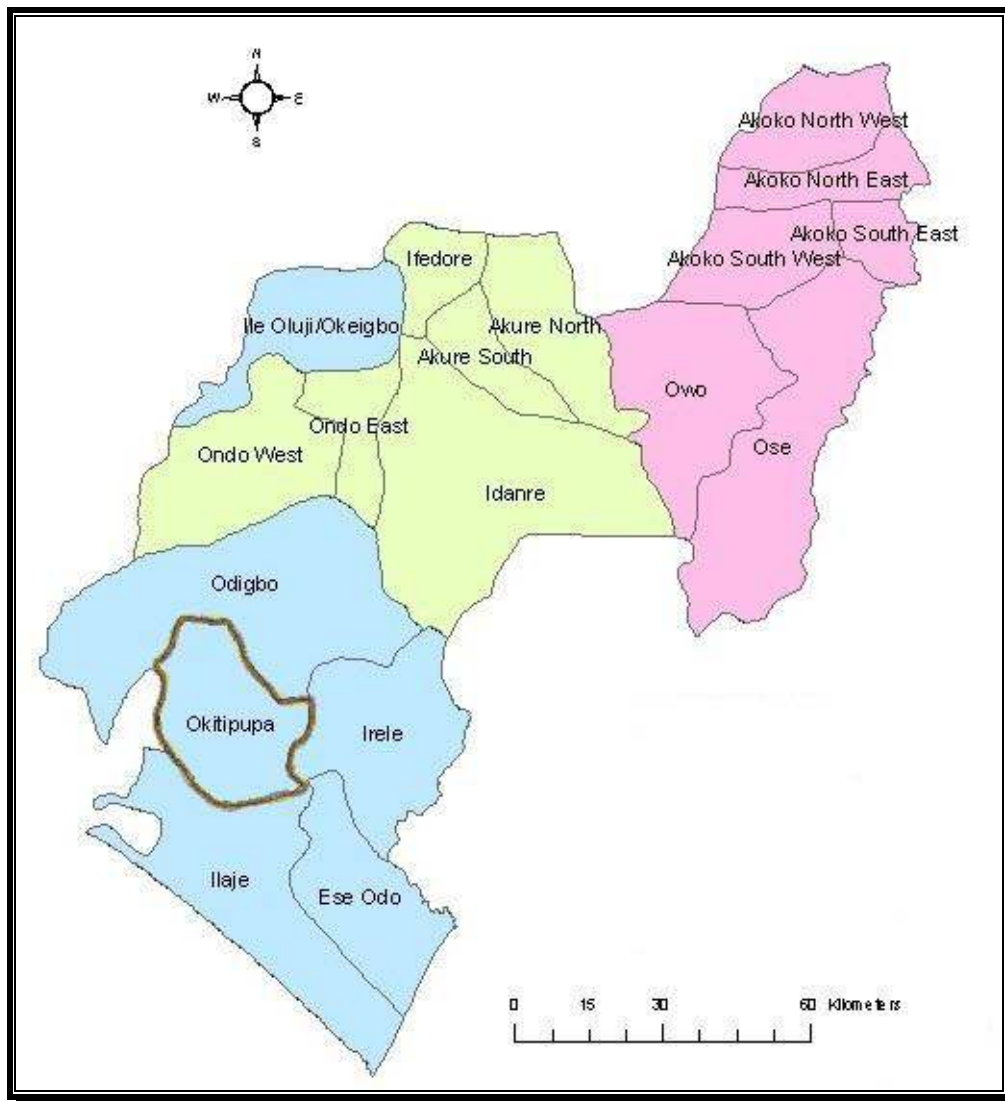 N
W E
S
Akoko North West
Akoko North East
Akoko South East
Akoko South West
Ifedore
Ile Oluji/Okeigbo
Akure North
Akure South
Owo
Ondo East
Ose
Ondo West
Idanre
Odigbo
Okitipupa
Irele
Ilaje
Ese Odo
0 15 30 60 Kilometers